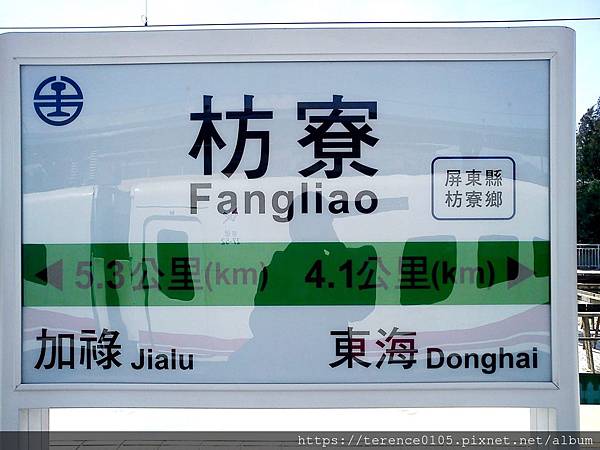 枋寮
Fangliao
屏東縣
枋寮鄉
5.3公里(km) 4.1公里(km)
加祿 Jialu 東海 Donghai
https://terence0105.pixnet.net/album